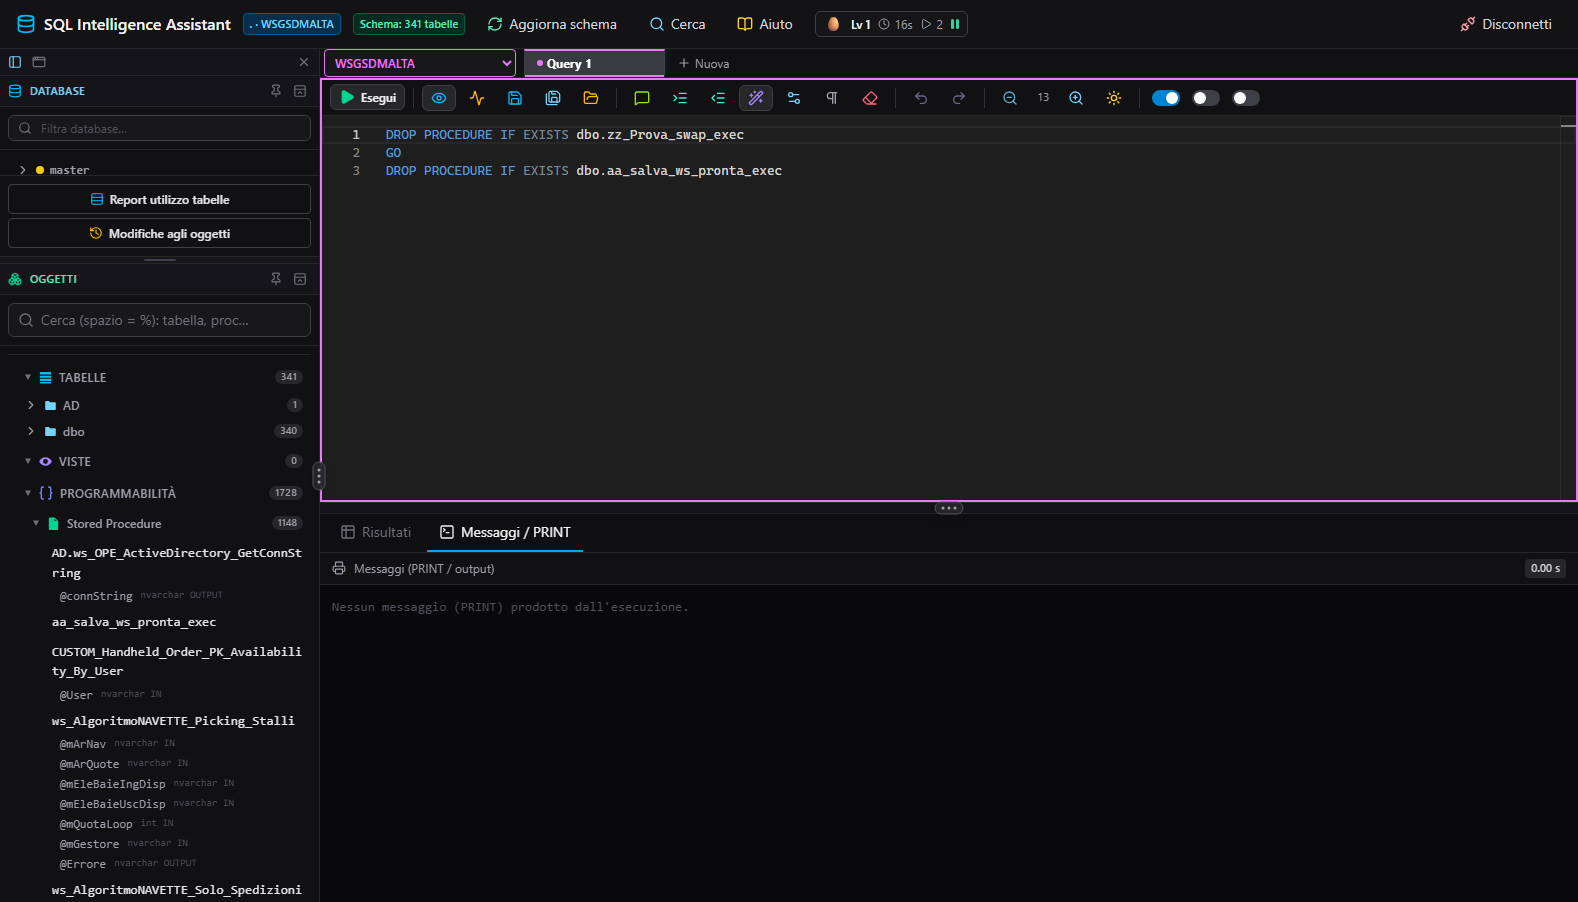 SQL Intelligence Assistant
..WSGSDMALTA
Schema: 341 tabelle
Aggiorna schema
Cerca
Aiuto
Lv 1
16s
2
Disconnetti
DATABASE
Filtra database...
master
Report utilizzo tabelle
Modifiche agli oggetti
OGGETTI
Cerca (spazio = %): tabella, proc...
TABELLE 341
AD 1
dbo 340
VISTE 0
PROGRAMMABILITÀ 1728
Stored Procedure 1148
AD.ws_OPE_ActiveDirectory_GetConnSt
ring
@connString nvarchar OUTPUT
aa_salva_ws_pronta_exec
CUSTOM_Handheld_Order_PK_Availabili
ty_By_User
@User nvarchar IN
ws_AlgoritmoNAVETTE_Picking_Stalli
@mArNav nvarchar IN
@mArQuote nvarchar IN
@mEleBaieIngDisp nvarchar IN
@mEleBaieUscDisp nvarchar IN
@mQuotaLoop int IN
@mGestore nvarchar IN
@Errore nvarchar OUTPUT
ws_AlgoritmoNAVETTE_Solo_Spedizioni
WSGSDMALTA
Query 1
Nuova
Esegui
13
1 DROP PROCEDURE IF EXISTS dbo.zz_Prova_swap_exec
2 GO
3 DROP PROCEDURE IF EXISTS dbo.aa_salva_ws_pronta_exec
Risultati
Messaggi / PRINT
Messaggi (PRINT / output)
0.00 s
Nessun messaggio (PRINT) prodotto dall'esecuzione.